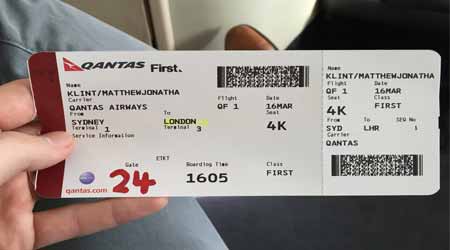 QANTAS First.
Name
KLINT/MATTHEWJONATHA
Carrier Flight Date
QANTAS AIRWAYS QF 1 16MAR
From To Seat
SYDNEY LONDON 4K
Terminal 1 Terminal 3
Service Information
ETKT
Gate Boarding Time Class
24 1605 FIRST
qantas.com
Name
KLINT/MATTHEWJONATHA
Flight Date
QF 1 16MAR
Seat Class
4K FIRST
From To SEQ No
SYD LHR 1
Carrier
QANTAS